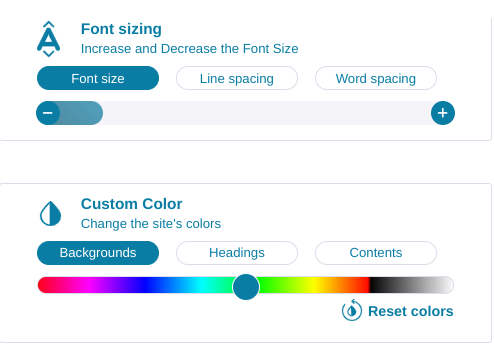 Font sizing
Increase and Decrease the Font Size
Font size
Line spacing
Word spacing
Custom Color
Change the site's colors
Backgrounds
Headings
Contents
Reset colors